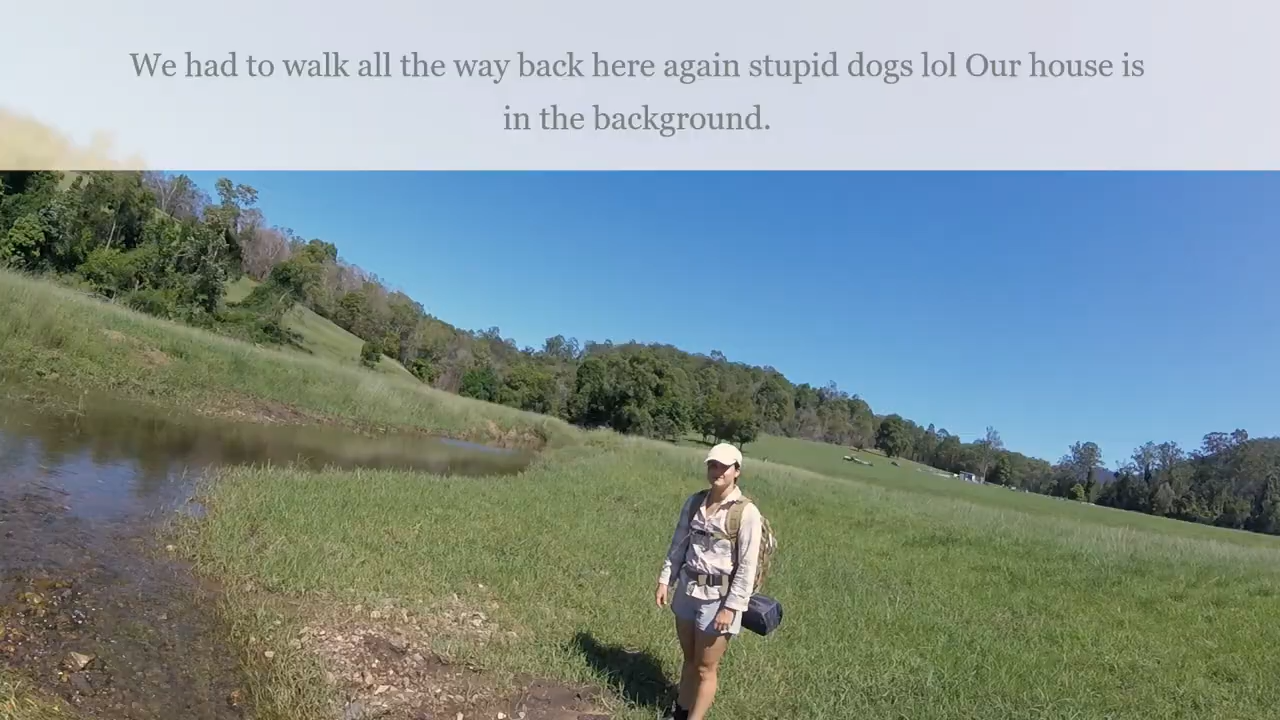 We had to walk all the way back here again stupid dogs lol Our house is
in the background.